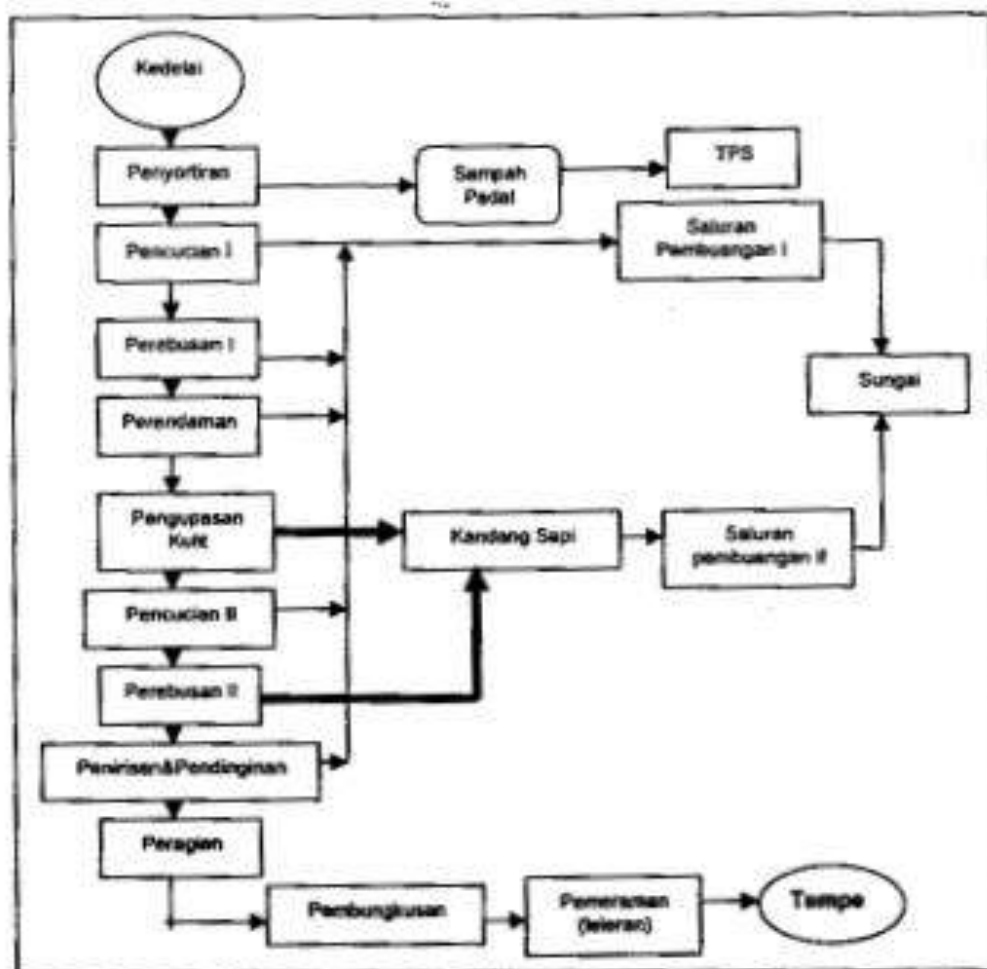 Kedelai
Penyortiran
Sampah
Padat
TPS
Pencucian I
Saluran
Pembuangan I
Perebusan I
Sungai
Perendaman
Pengupasan
Kulit
Kandang Sapi
Saluran
pembuangan II
Pencucian II
Perebusan II
Penirisan&Pendinginan
Peragian
Pembungkusan
Pemeraman
(leleran)
Tempe